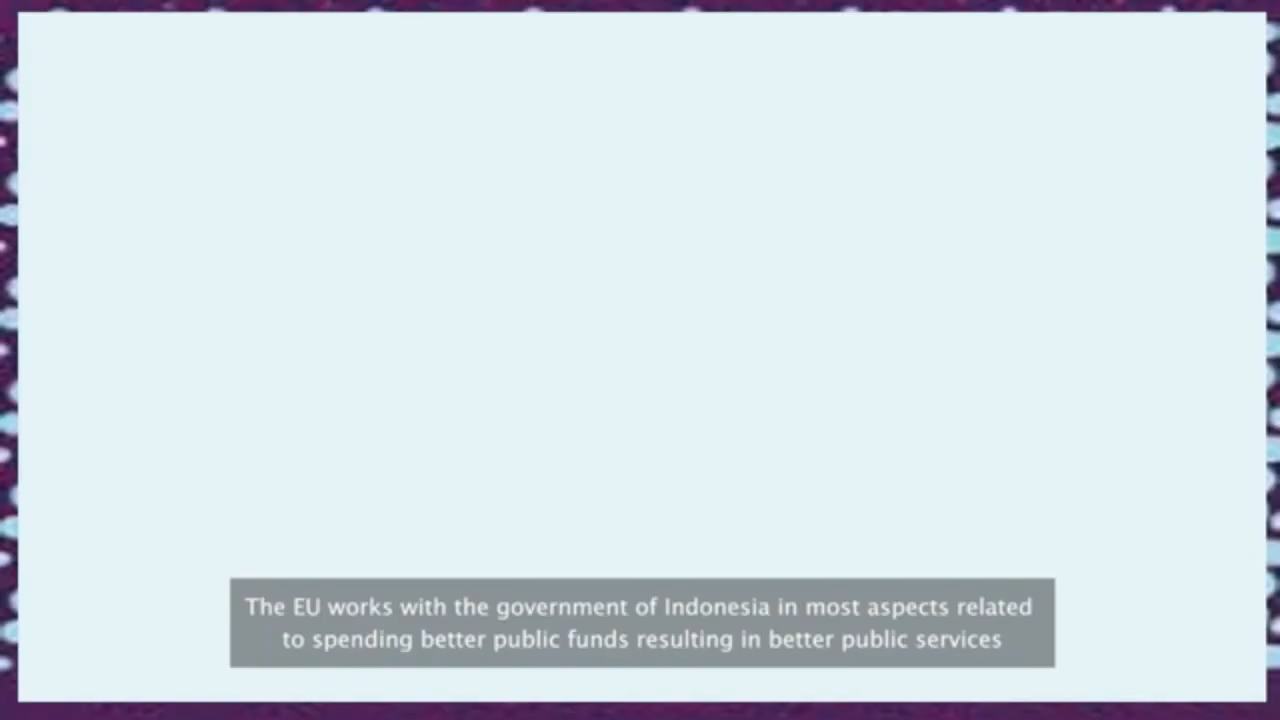 The EU works with the government of Indonesia in most aspects related
to spending better public funds resulting in better public services